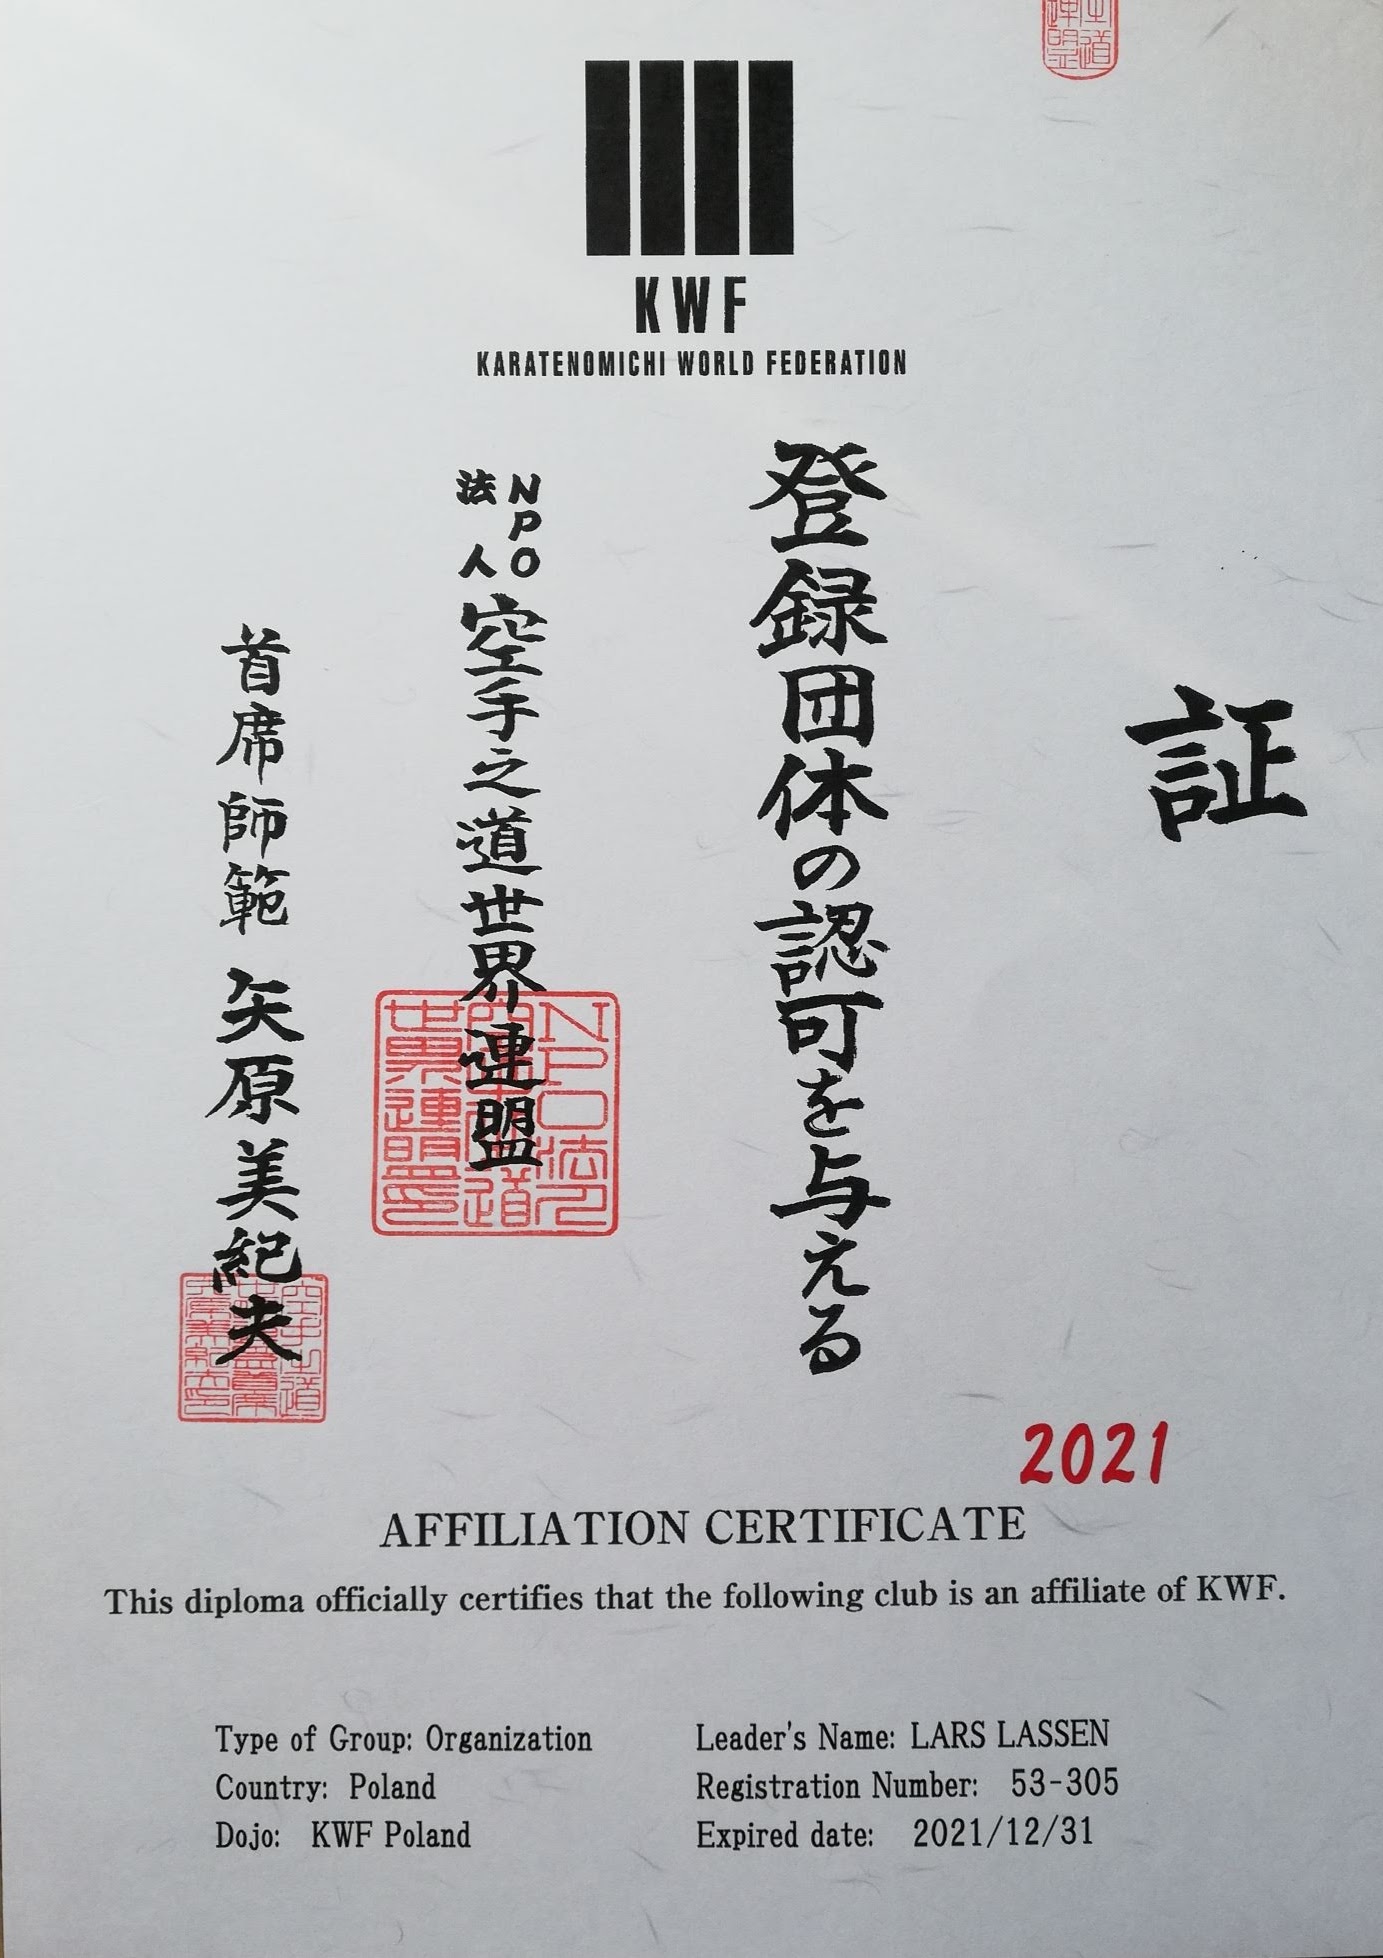 KWF
KARATENOMICHI WORLD FEDERATION
証
登録団体の認可を与える
NPO
法人
空手之道世界連盟
首席師範 矢原美紀夫
2021
AFFILIATION CERTIFICATE
This diploma officially certifies that the following club is an affiliate of KWF.
Type of Group: Organization
Country: Poland
Dojo: KWF Poland
Leader's Name: LARS LASSEN
Registration Number: 53-305
Expired date: 2021/12/31